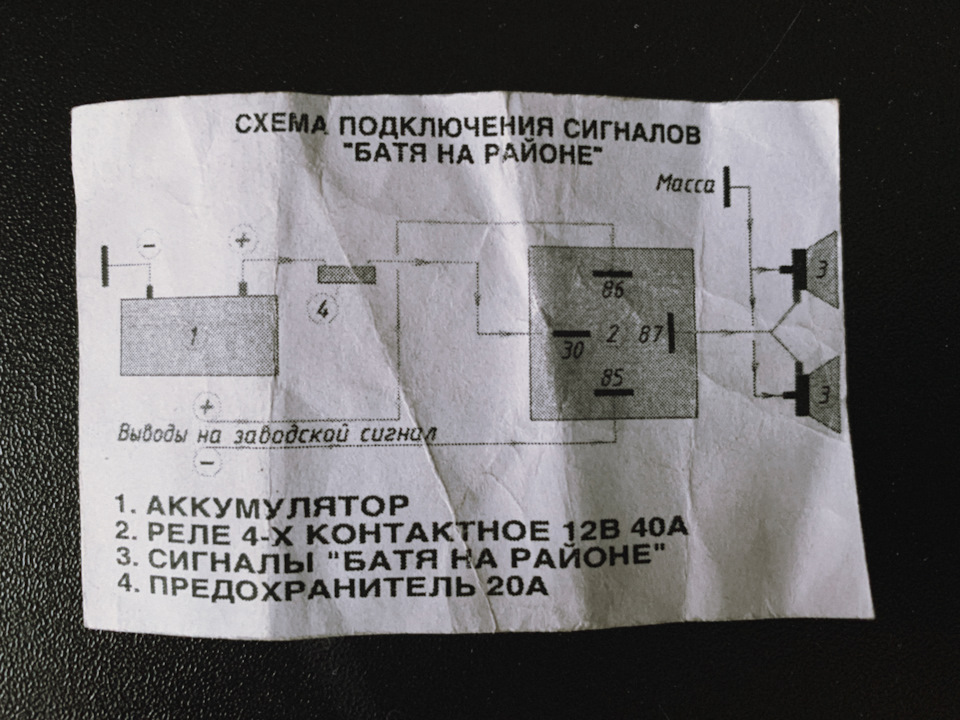 СХЕМА ПОДКЛЮЧЕНИЯ СИГНАЛОВ
"БАТЯ НА РАЙОНЕ"
Масса
− +
3
86
4
1
30 2 87
85
3
+
Выводы на заводской сигнал
−
1. АККУМУЛЯТОР
2. РЕЛЕ 4-Х КОНТАКТНОЕ 12В 40А
3. СИГНАЛЫ "БАТЯ НА РАЙОНЕ"
4. ПРЕДОХРАНИТЕЛЬ 20А